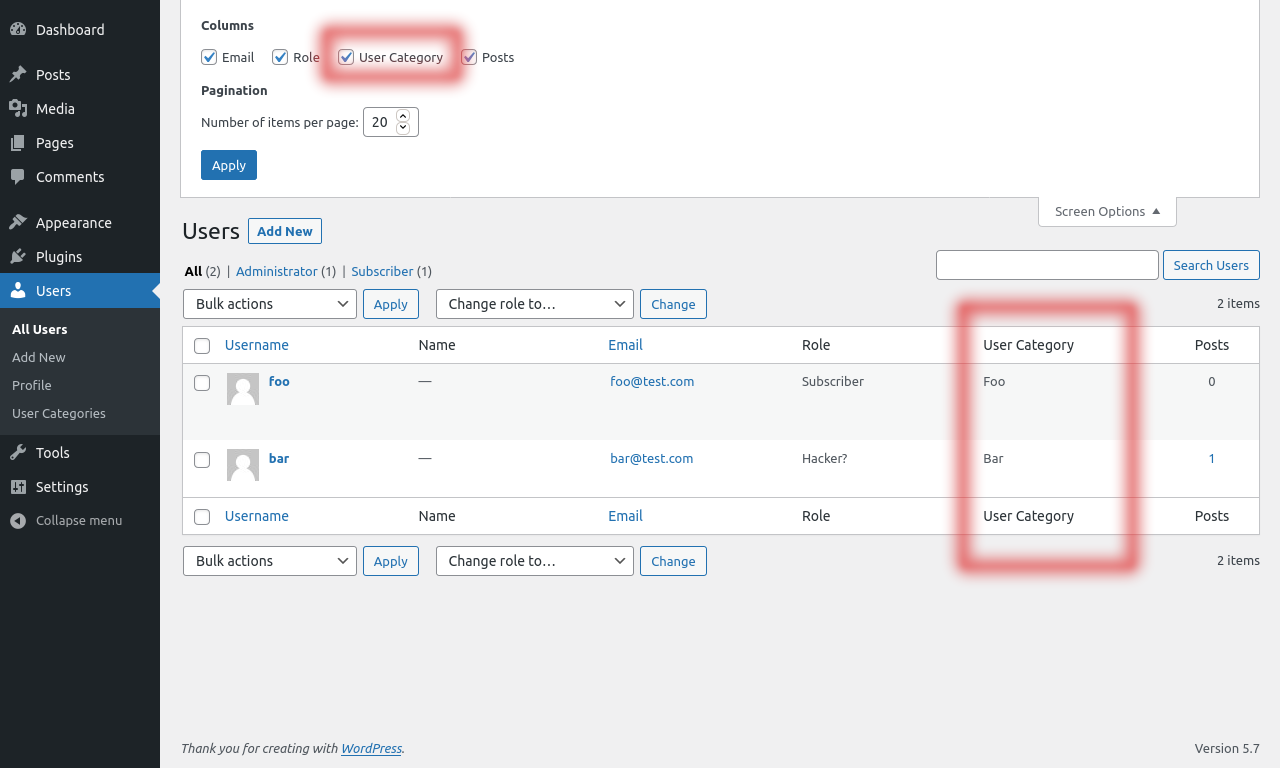 Dashboard
Posts
Media
Pages
Comments
Appearance
Plugins
Users
All Users
Add New
Profile
User Categories
Tools
Settings
Collapse menu
Columns
Email Role User Category Posts
Pagination
Number of items per page: 20
Apply
Screen Options
Users Add New
All (2) | Administrator (1) | Subscriber (1)
Search Users
Bulk actions Apply Change role to… Change 2 items
Username Name Email Role User Category Posts
foo — foo@test.com Subscriber Foo 0
bar — bar@test.com Hacker? Bar 1
Username Name Email Role User Category Posts
Bulk actions Apply Change role to… Change 2 items
Thank you for creating with WordPress. Version 5.7